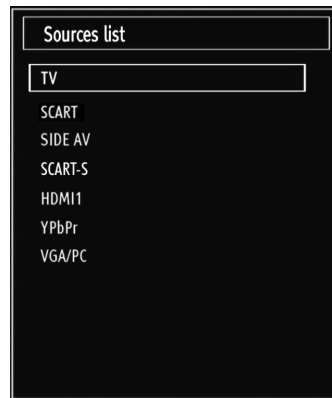 Sources list
TV
SCART
SIDE AV
SCART-S
HDMI1
YPbPr
VGA/PC